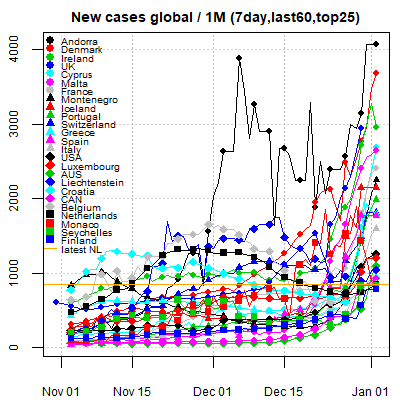 New cases global / 1M (7day,last60,top25)
4000
3000
2000
1000
0
Andorra
Denmark
Ireland
UK
Cyprus
Malta
France
Montenegro
Iceland
Portugal
Switzerland
Greece
Spain
Italy
USA
Luxembourg
AUS
Liechtenstein
Croatia
CAN
Belgium
Netherlands
Monaco
Seychelles
Finland
latest NL
Nov 01
Nov 15
Dec 01
Dec 15
Jan 01